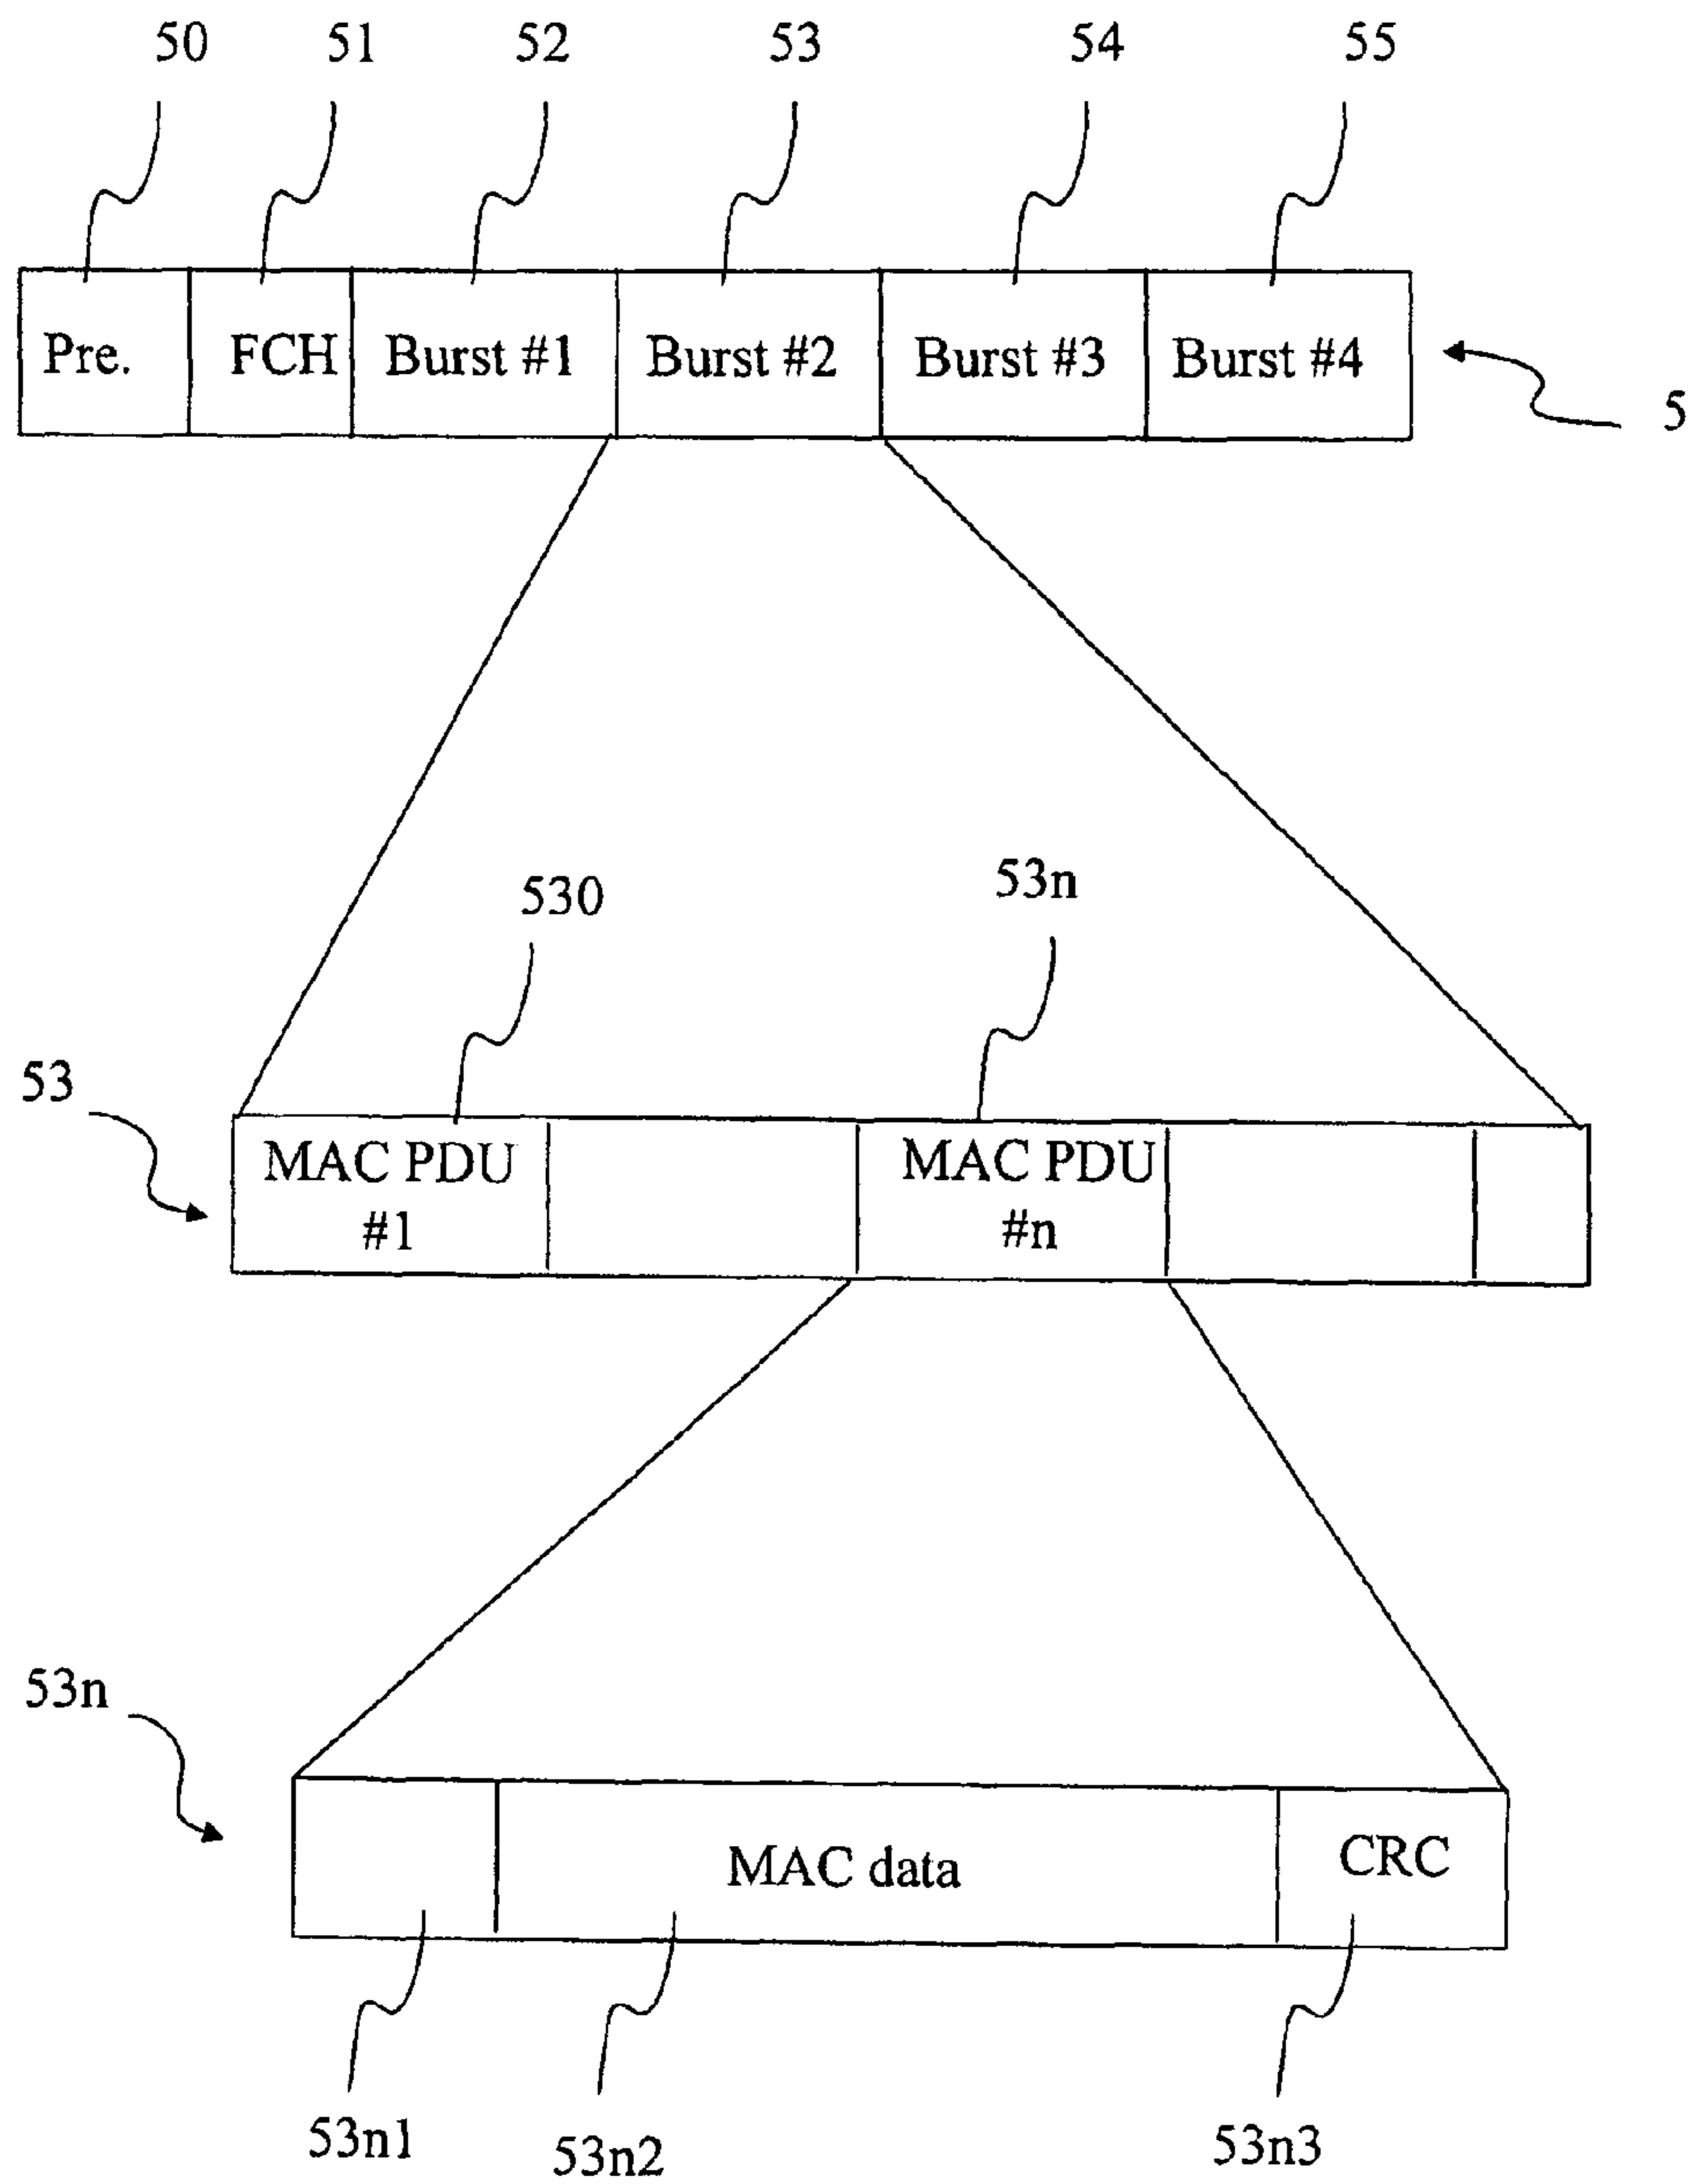 50 51 52 53 54 55
Pre. FCH Burst #1 Burst #2 Burst #3 Burst #4
5
530 53n
53
MAC PDU MAC PDU
#1 #n
53n
MAC data CRC
53n1 53n2 53n3